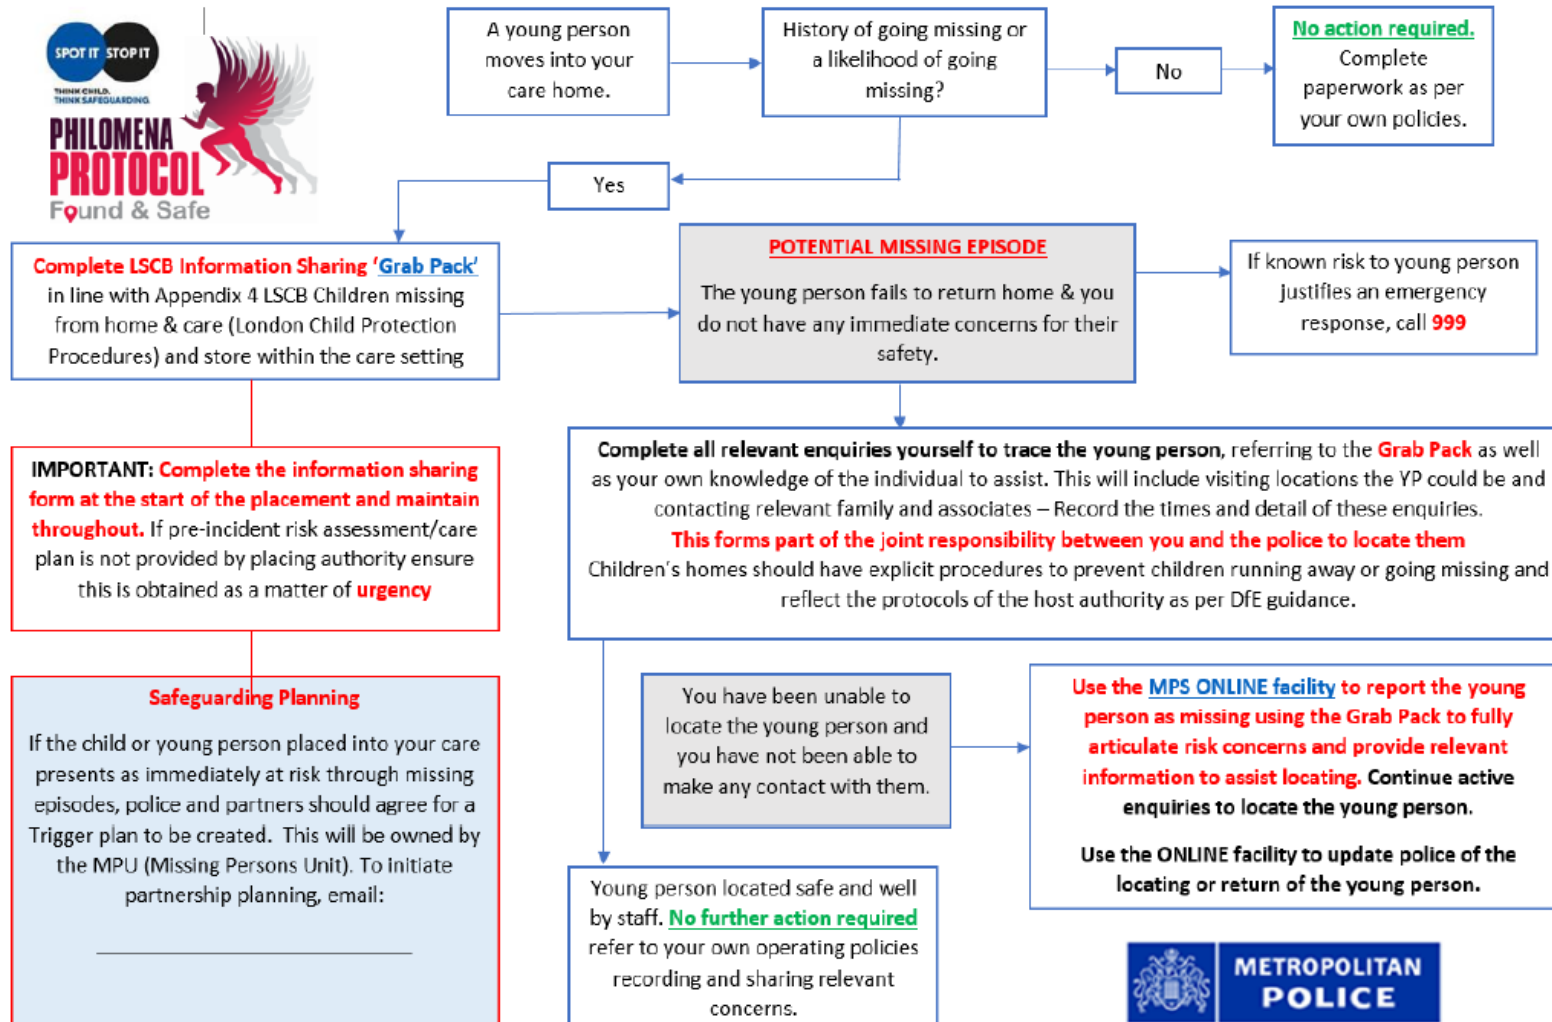 SPOT IT STOP IT
THINK CHILD.
THINK SAFEGUARDING.
PHILOMENA
PROTOCOL
Found & Safe
A young person
moves into your
care home.
History of going missing or
a likelihood of going
missing?
No
No action required.
Complete
paperwork as per
your own policies.
Yes
Complete LSCB Information Sharing ‘Grab Pack’
in line with Appendix 4 LSCB Children missing
from home & care (London Child Protection
Procedures) and store within the care setting
POTENTIAL MISSING EPISODE
The young person fails to return home & you
do not have any immediate concerns for their
safety.
If known risk to young person
justifies an emergency
response, call 999
IMPORTANT: Complete the information sharing
form at the start of the placement and maintain
throughout. If pre-incident risk assessment/care
plan is not provided by placing authority ensure
this is obtained as a matter of urgency
Complete all relevant enquiries yourself to trace the young person, referring to the Grab Pack as well
as your own knowledge of the individual to assist. This will include visiting locations the YP could be and
contacting relevant family and associates – Record the times and detail of these enquiries.
This forms part of the joint responsibility between you and the police to locate them
Children’s homes should have explicit procedures to prevent children running away or going missing and
reflect the protocols of the host authority as per DfE guidance.
Safeguarding Planning
If the child or young person placed into your care
presents as immediately at risk through missing
episodes, police and partners should agree for a
Trigger plan to be created. This will be owned by
the MPU (Missing Persons Unit). To initiate
partnership planning, email:
You have been unable to
locate the young person and
you have not been able to
make any contact with them.
Use the MPS ONLINE facility to report the young
person as missing using the Grab Pack to fully
articulate risk concerns and provide relevant
information to assist locating. Continue active
enquiries to locate the young person.
Use the ONLINE facility to update police of the
locating or return of the young person.
Young person located safe and well
by staff. No further action required
refer to your own operating policies
recording and sharing relevant
concerns.
METROPOLITAN
POLICE